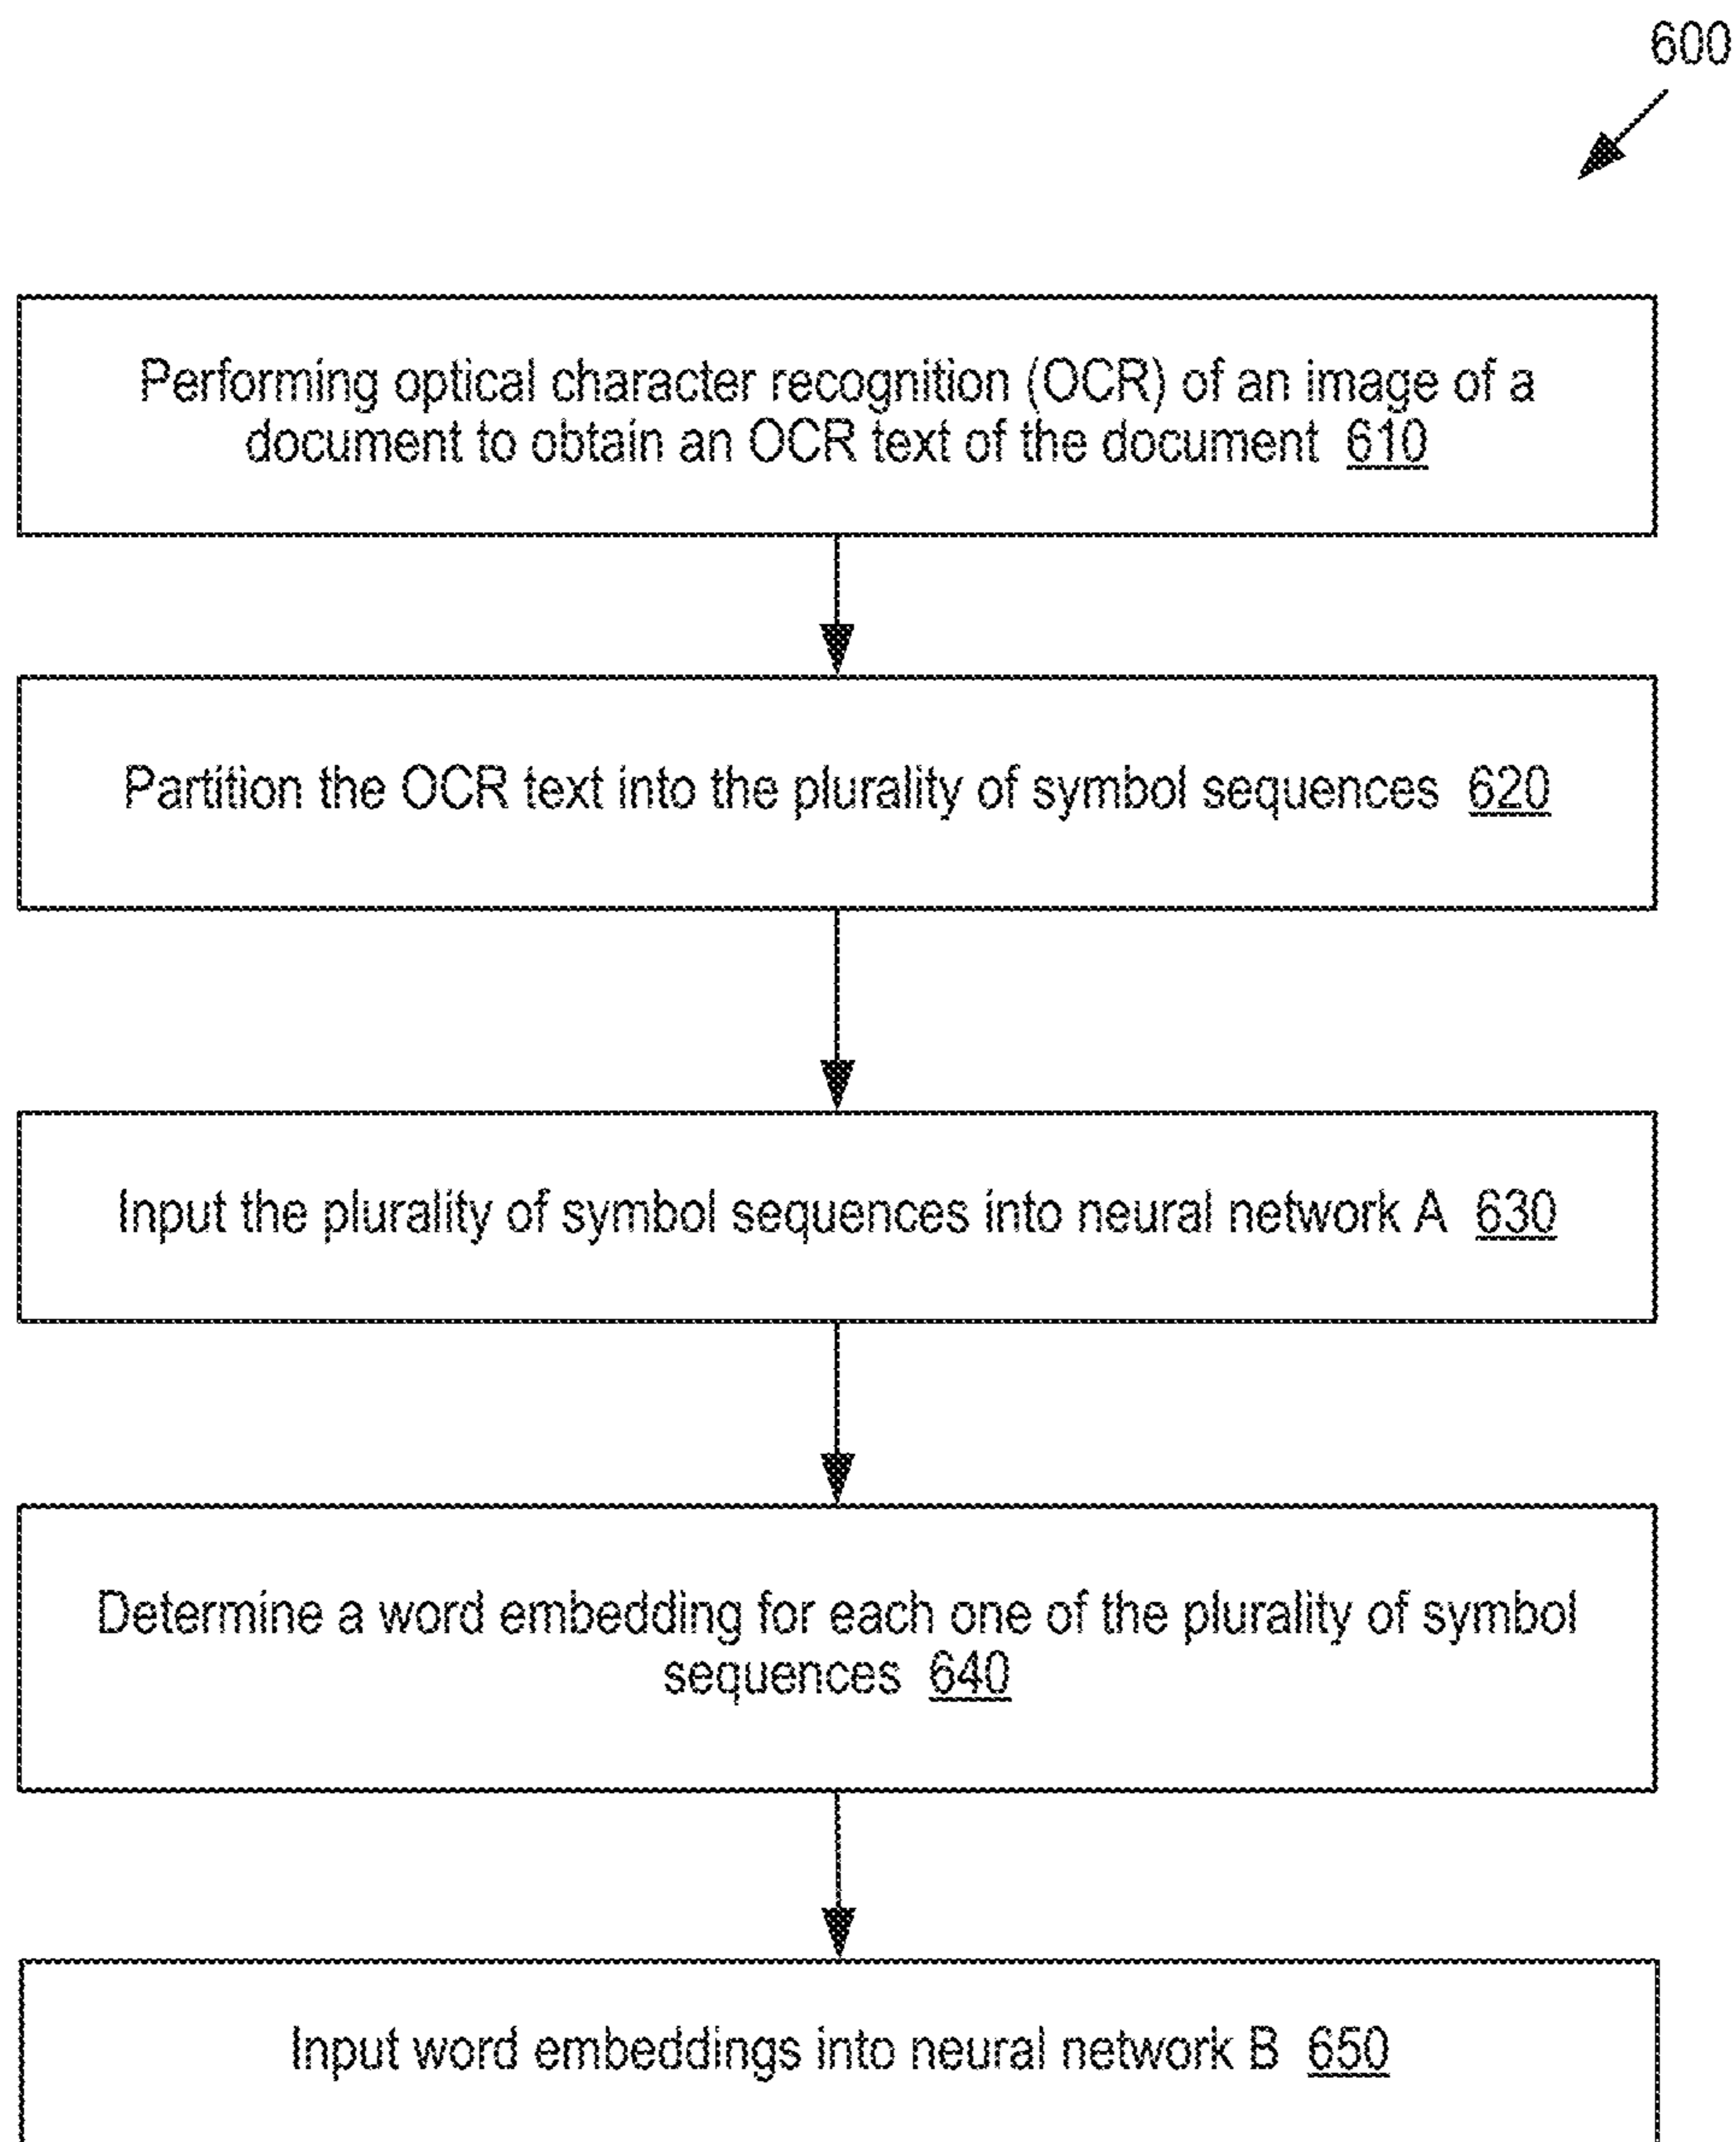 600
Performing optical character recognition (OCR) of an image of a
document to obtain an OCR text of the document 610
Partition the OCR text into the plurality of symbol sequences 620
Input the plurality of symbol sequences into neural network A 630
Determine a word embedding for each one of the plurality of symbol
sequences 640
Input word embeddings into neural network B 650